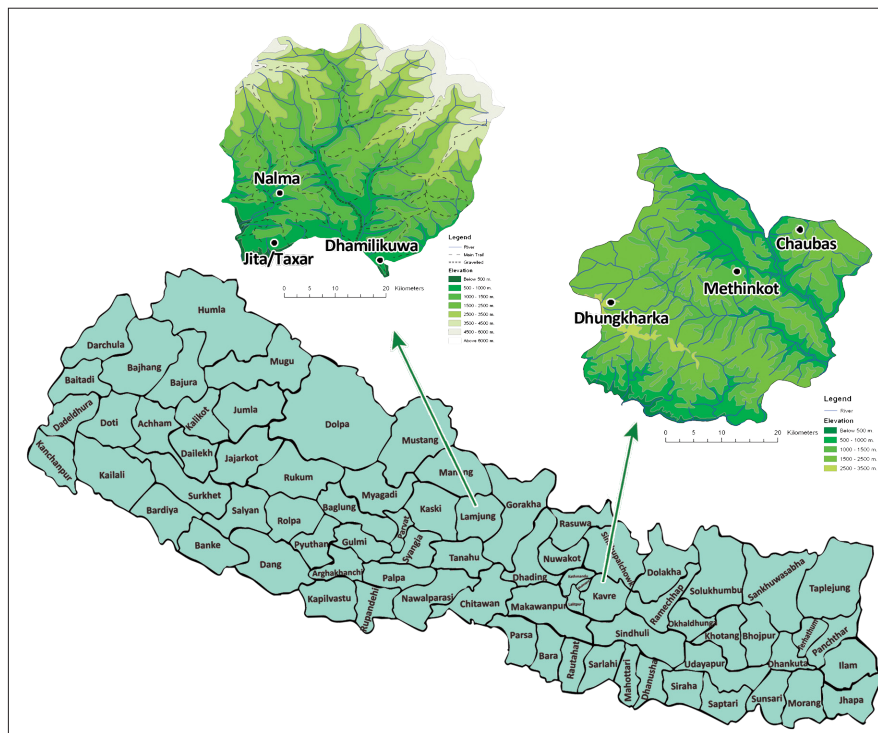 Nalma
Jita/Taxar
Dhamilikuwa
Legend
River
Main Trail
Gravelled
Elevation
Below 500 m.
500 - 1000 m.
1000 - 1500 m.
1500 - 2500 m.
2500 - 3500 m.
3500 - 4500 m.
4500 - 6000 m.
Above 6000 m.
0 10 20 Kilometers
Chaubas
Methinkot
Dhungkharka
Legend
River
Elevation
Below 500 m.
500 - 1000 m.
1000 - 1500 m.
1500 - 2500 m.
2500 - 3500 m.
0 5 10 20 Kilometers
Humla
Darchula
Bajhang
Mugu
Baitadi
Bajura
Dadeldhura
Doti
Achham
Kalikot
Jumla
Dolpa
Kanchanpur
Kailali
Dailekh
Jajarkot
Mustang
Manang
Rukum
Surkhet
Bardiya
Salyan
Rolpa
Myagadi
Baglung
Parvat
Kaski
Lamjung
Gorakha
Rasuwa
Sindhupalchowk
Banke
Dang
Pyuthan
Gulmi
Syangja
Tanahu
Nuwakot
Dolakha
Solukhumbu
Sankhuwasabha
Taplejung
Arghakhanchi
Palpa
Dhading
Kavre
Ramechhap
Kapilvastu
Rupandehi
Nawalparasi
Chitawan
Makawanpur
Okhaldhunga
Khotang
Bhojpur
Terhathum
Panchthar
Parsa
Bara
Rautahat
Sarlahi
Sindhuli
Mahottari
Dhanusha
Udayapur
Dhankuta
Ilam
Siraha
Saptari
Sunsari
Morang
Jhapa